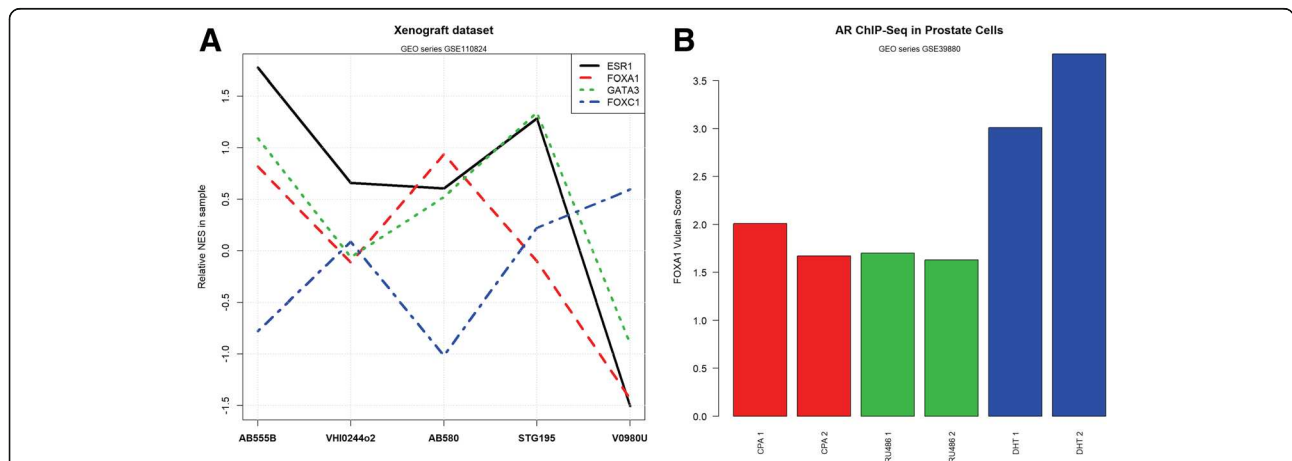 A
Xenograft dataset
GEO series GSE110824
ESR1
FOXA1
GATA3
FOXC1
Relative NES in sample
1.5
1.0
0.5
0.0
-0.5
-1.0
-1.5
AB555B VHI0244o2 AB580 STG195 V0980U
B
AR ChIP-Seq in Prostate Cells
GEO series GSE39880
FOXA1 Vulcan Score
3.5
3.0
2.5
2.0
1.5
1.0
0.5
0.0
CPA 1
CPA 2
RU486 1
RU486 2
DHT 1
DHT 2